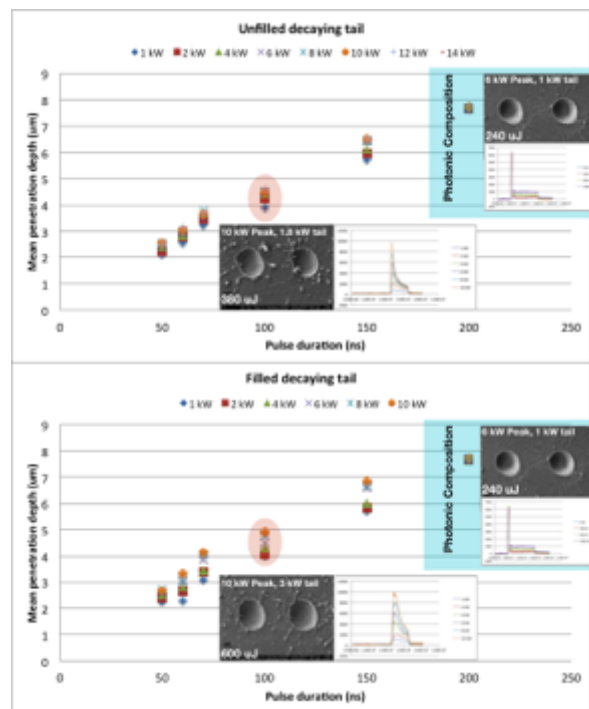 Unfilled decaying tail
1 kW 2 kW 4 kW 6 kW 8 kW 10 kW 12 kW 14 kW
Mean penetration depth (um)
9
8
7
6
5
4
3
2
1
0
Photonic Composition
6 kW Peak, 1 kW tail
240 uJ
10 kW Peak, 1.8 kW tail
380 uJ
0 50 100 150 200 250
Pulse duration (ns)
Filled decaying tail
1 kW 2 kW 4 kW 6 kW 8 kW 10 kW
Mean penetration depth (um)
9
8
7
6
5
4
3
2
1
0
Photonic Composition
6 kW Peak, 1 kW tail
240 uJ
10 kW Peak, 3 kW tail
600 uJ
0 50 100 150 200 250
Pulse duration (ns)